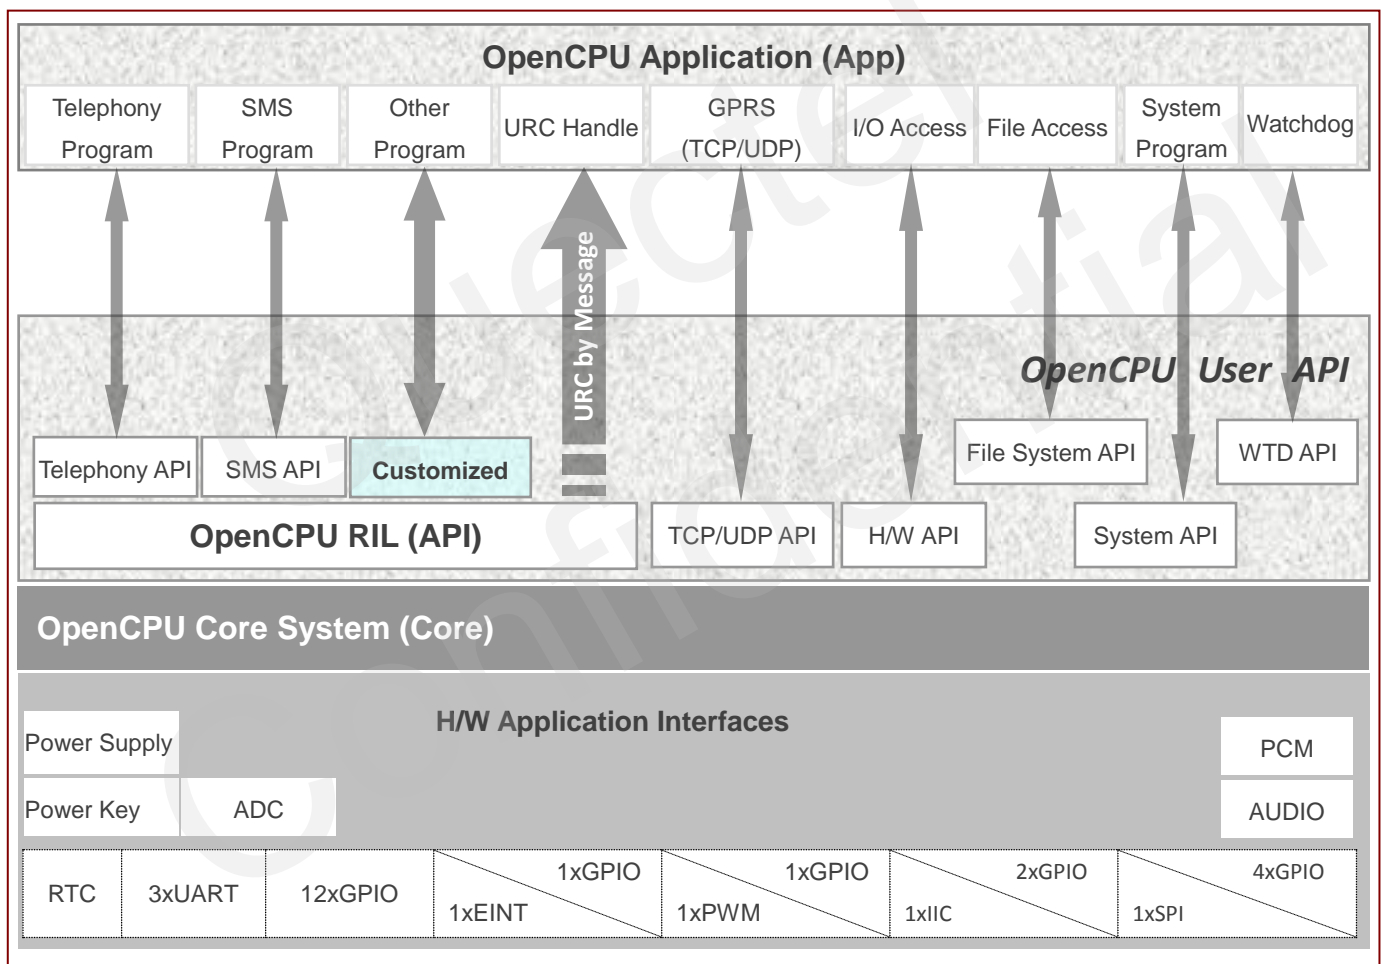 OpenCPU Application (App)
Telephony
Program
SMS
Program
Other
Program
URC Handle
GPRS
(TCP/UDP)
I/O Access
File Access
System
Program
Watchdog
URC by Message
OpenCPU User API
Telephony API
SMS API
Customized
File System API
WTD API
OpenCPU RIL (API)
TCP/UDP API
H/W API
System API
OpenCPU Core System (Core)
H/W Application Interfaces
Power Supply
PCM
Power Key
ADC
AUDIO
RTC
3xUART
12xGPIO
1xGPIO
1xEINT
1xGPIO
1xPWM
2xGPIO
1xIIC
4xGPIO
1xSPI
Quectel
Confidential